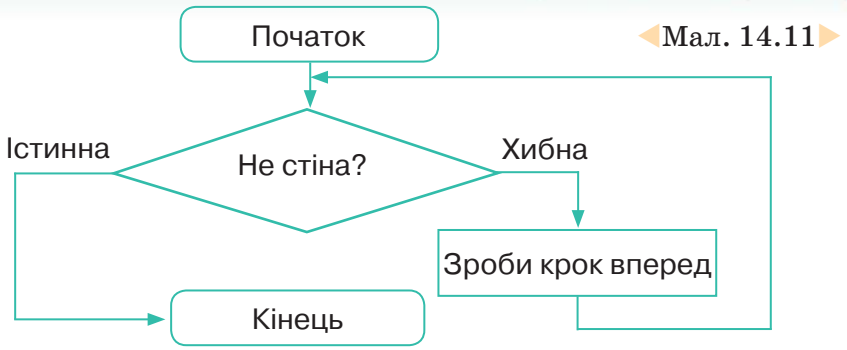 Початок
Мал. 14.11
Істинна
Не стіна?
Хибна
Зроби крок вперед
Кінець